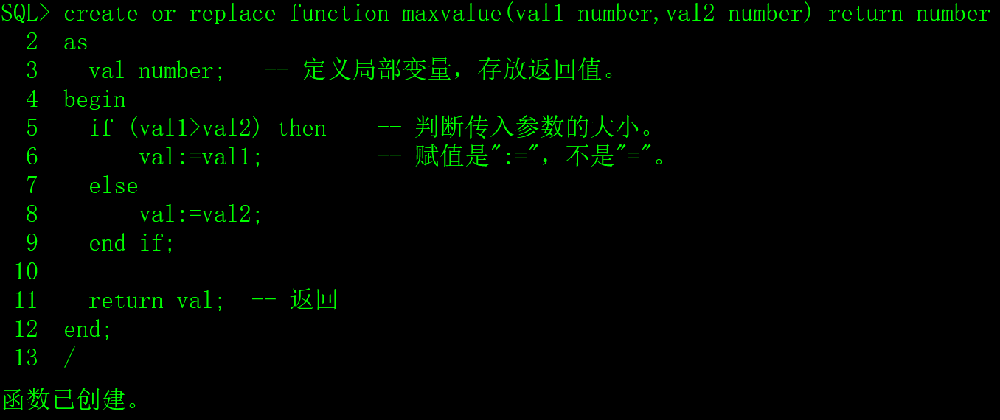 SQL> create or replace function maxvalue(val1 number,val2 number) return number
  2  as
  3    val number;   -- 定义局部变量，存放返回值。
  4  begin
  5    if (val1>val2) then    -- 判断传入参数的大小。
  6        val:=val1;         -- 赋值是":="，不是"="。
  7    else
  8        val:=val2;
  9    end if;
 10
 11    return val;  -- 返回
 12  end;
 13  /
函数已创建。